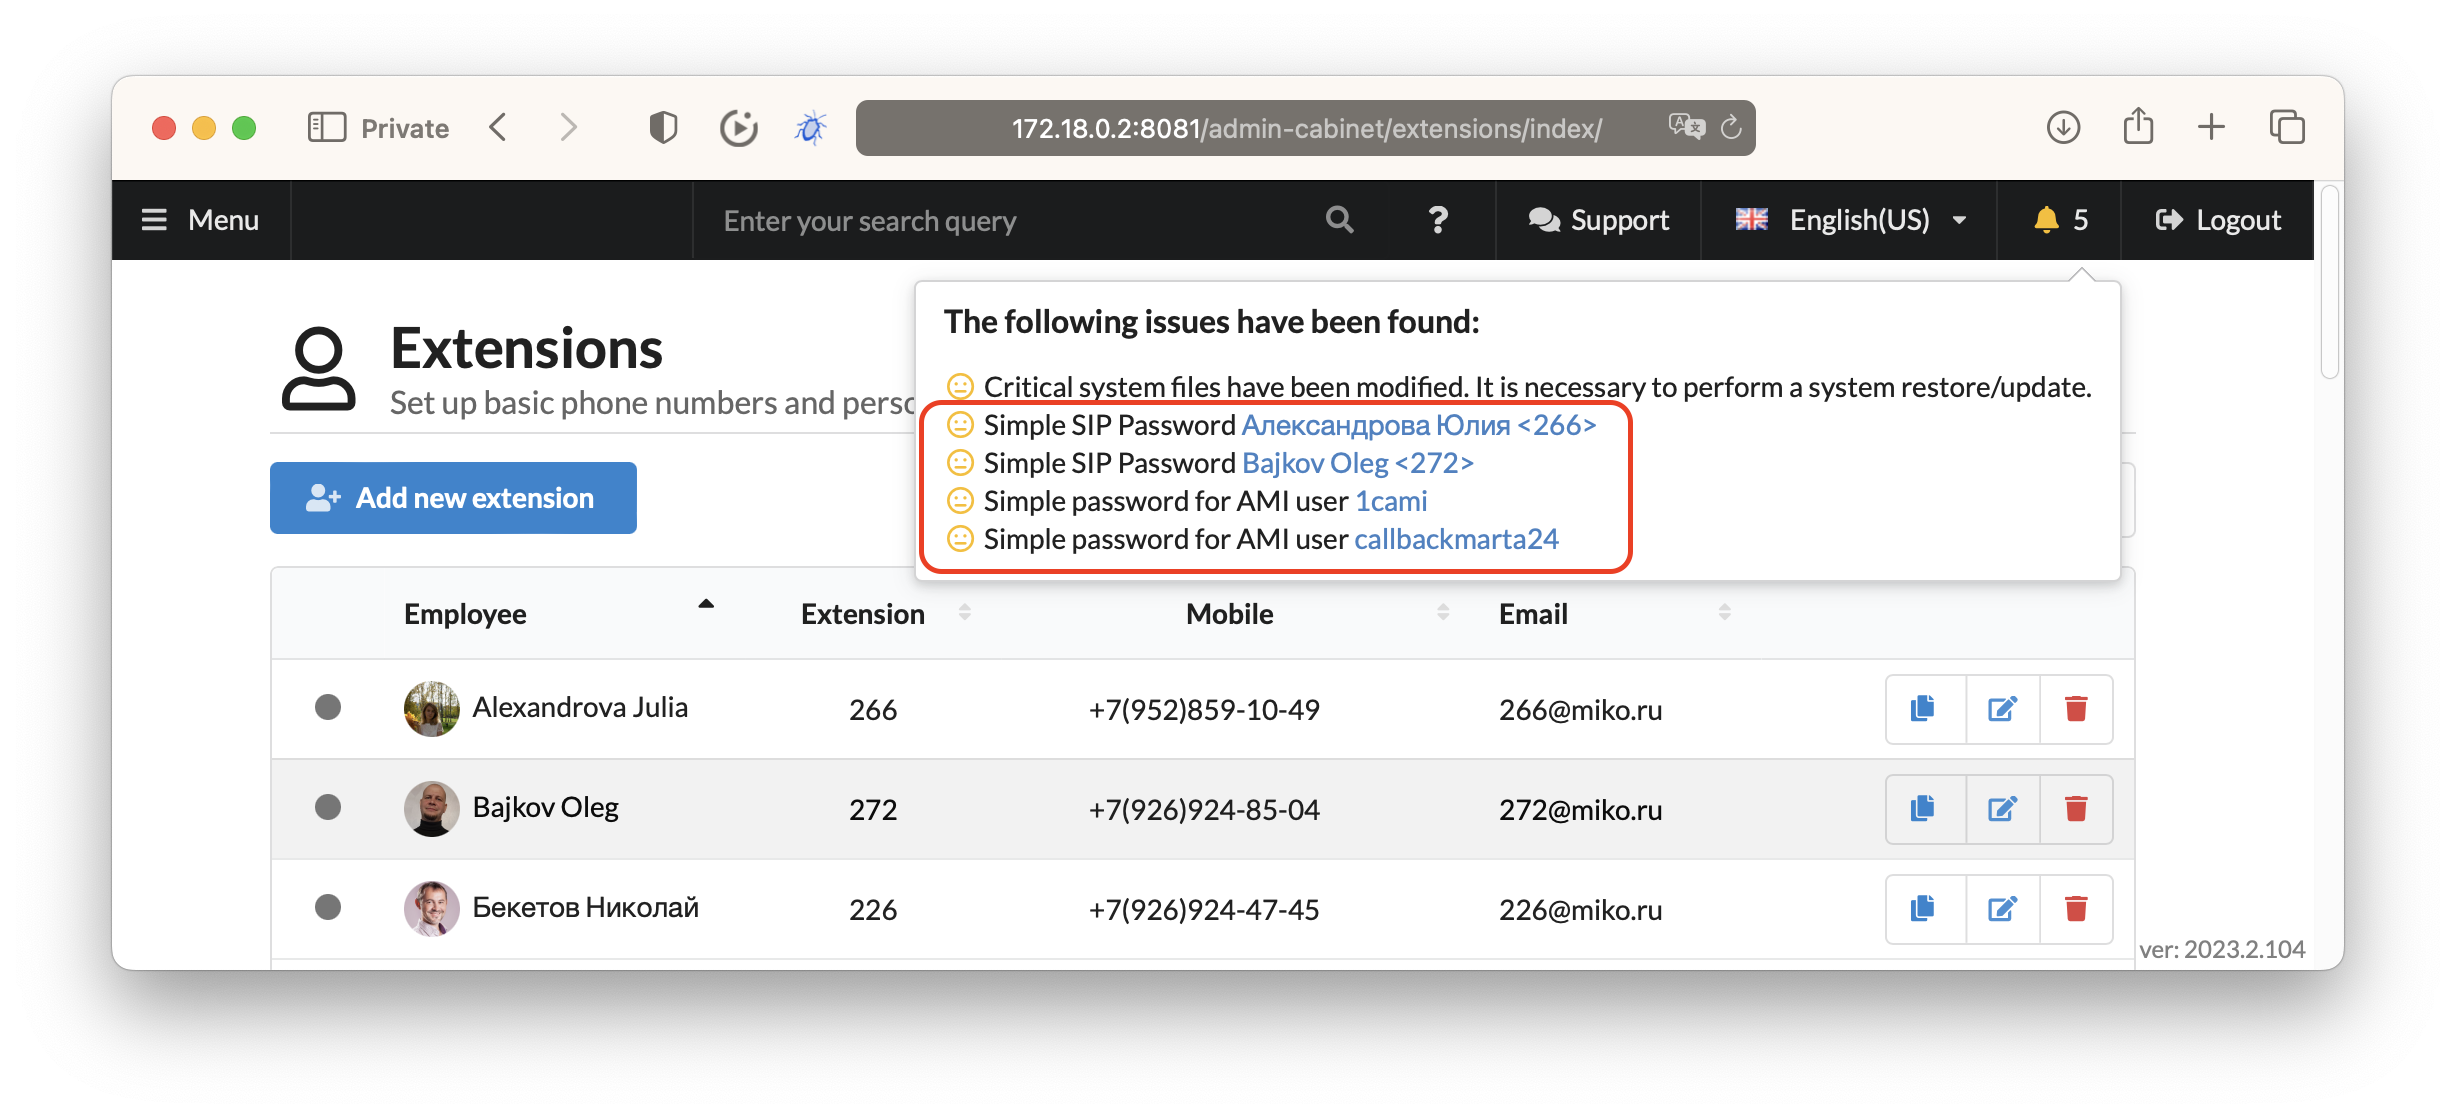 Private
172.18.0.2:8081/admin-cabinet/extensions/index/
Menu
Enter your search query
?
Support
English(US)
5
Logout
Extensions
Set up basic phone numbers and perso
The following issues have been found:
Critical system files have been modified. It is necessary to perform a system restore/update.
Simple SIP Password Александрова Юлия <266>
Simple SIP Password Bajkov Oleg <272>
Simple password for AMI user 1cami
Simple password for AMI user callbackmarta24
Add new extension
Employee Extension Mobile Email
Alexandrova Julia 266 +7(952)859-10-49 266@miko.ru
Bajkov Oleg 272 +7(926)924-85-04 272@miko.ru
Бекетов Николай 226 +7(926)924-47-45 226@miko.ru
ver: 2023.2.104